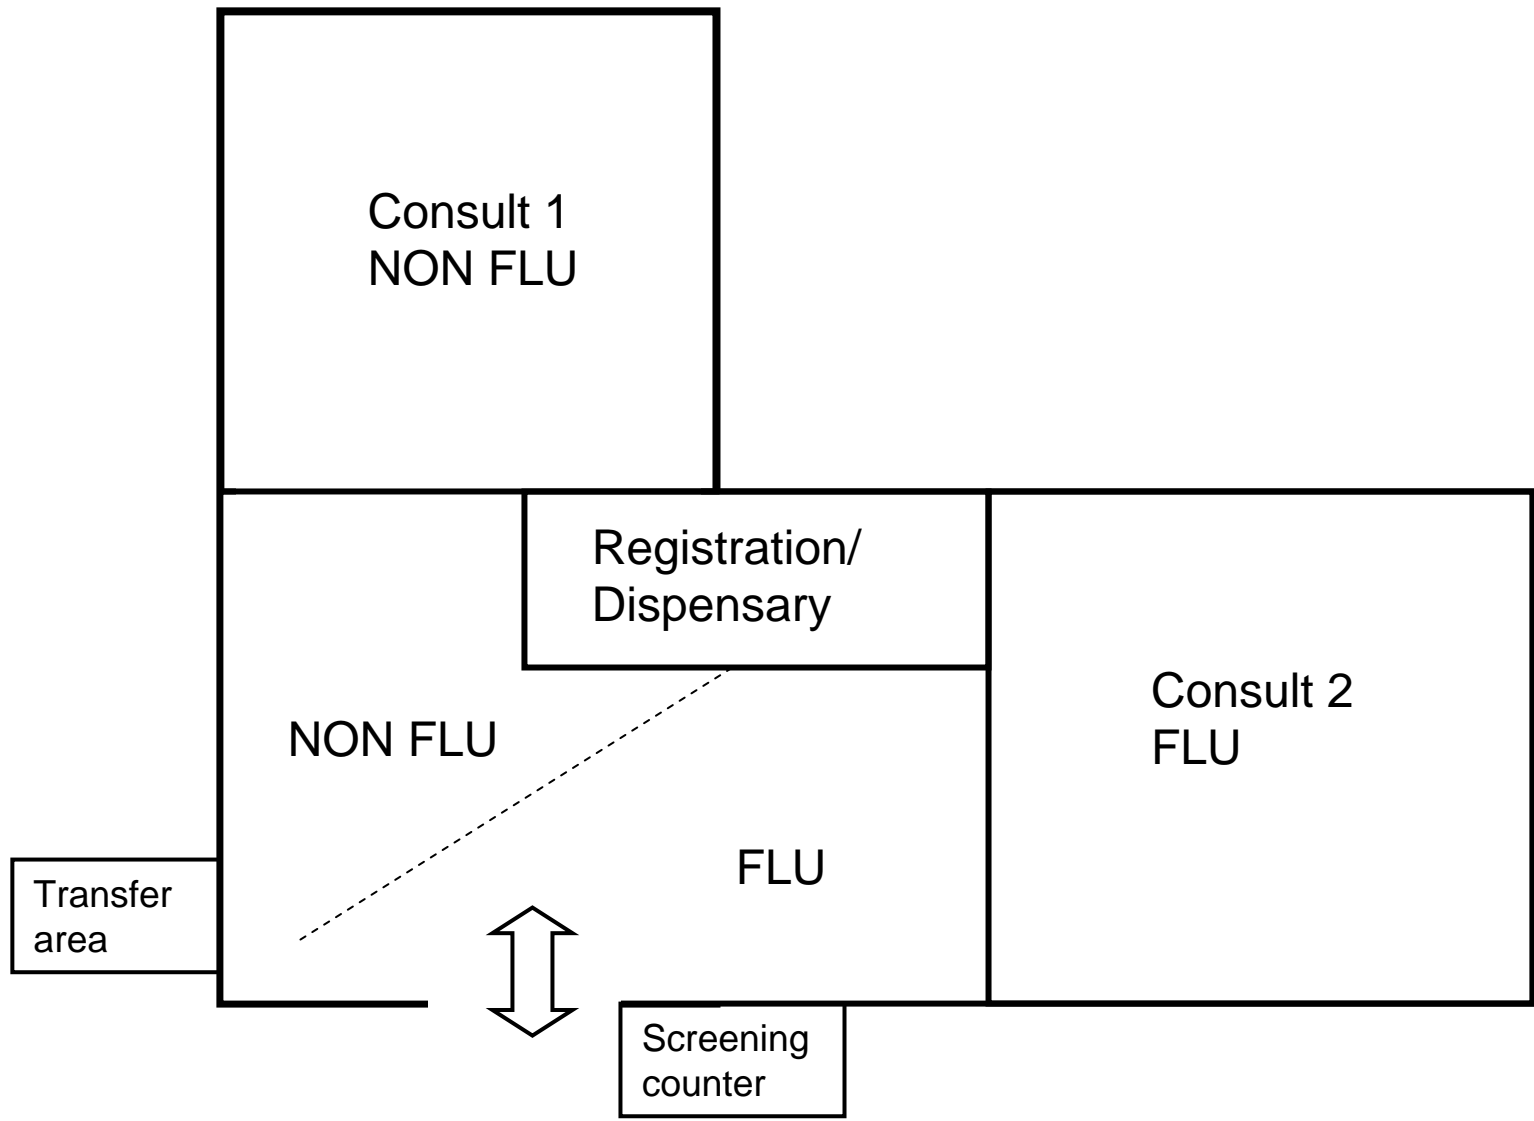 Consult 1
NON FLU
Registration/
Dispensary
Consult 2
FLU
NON FLU
FLU
Transfer
area
Screening
counter